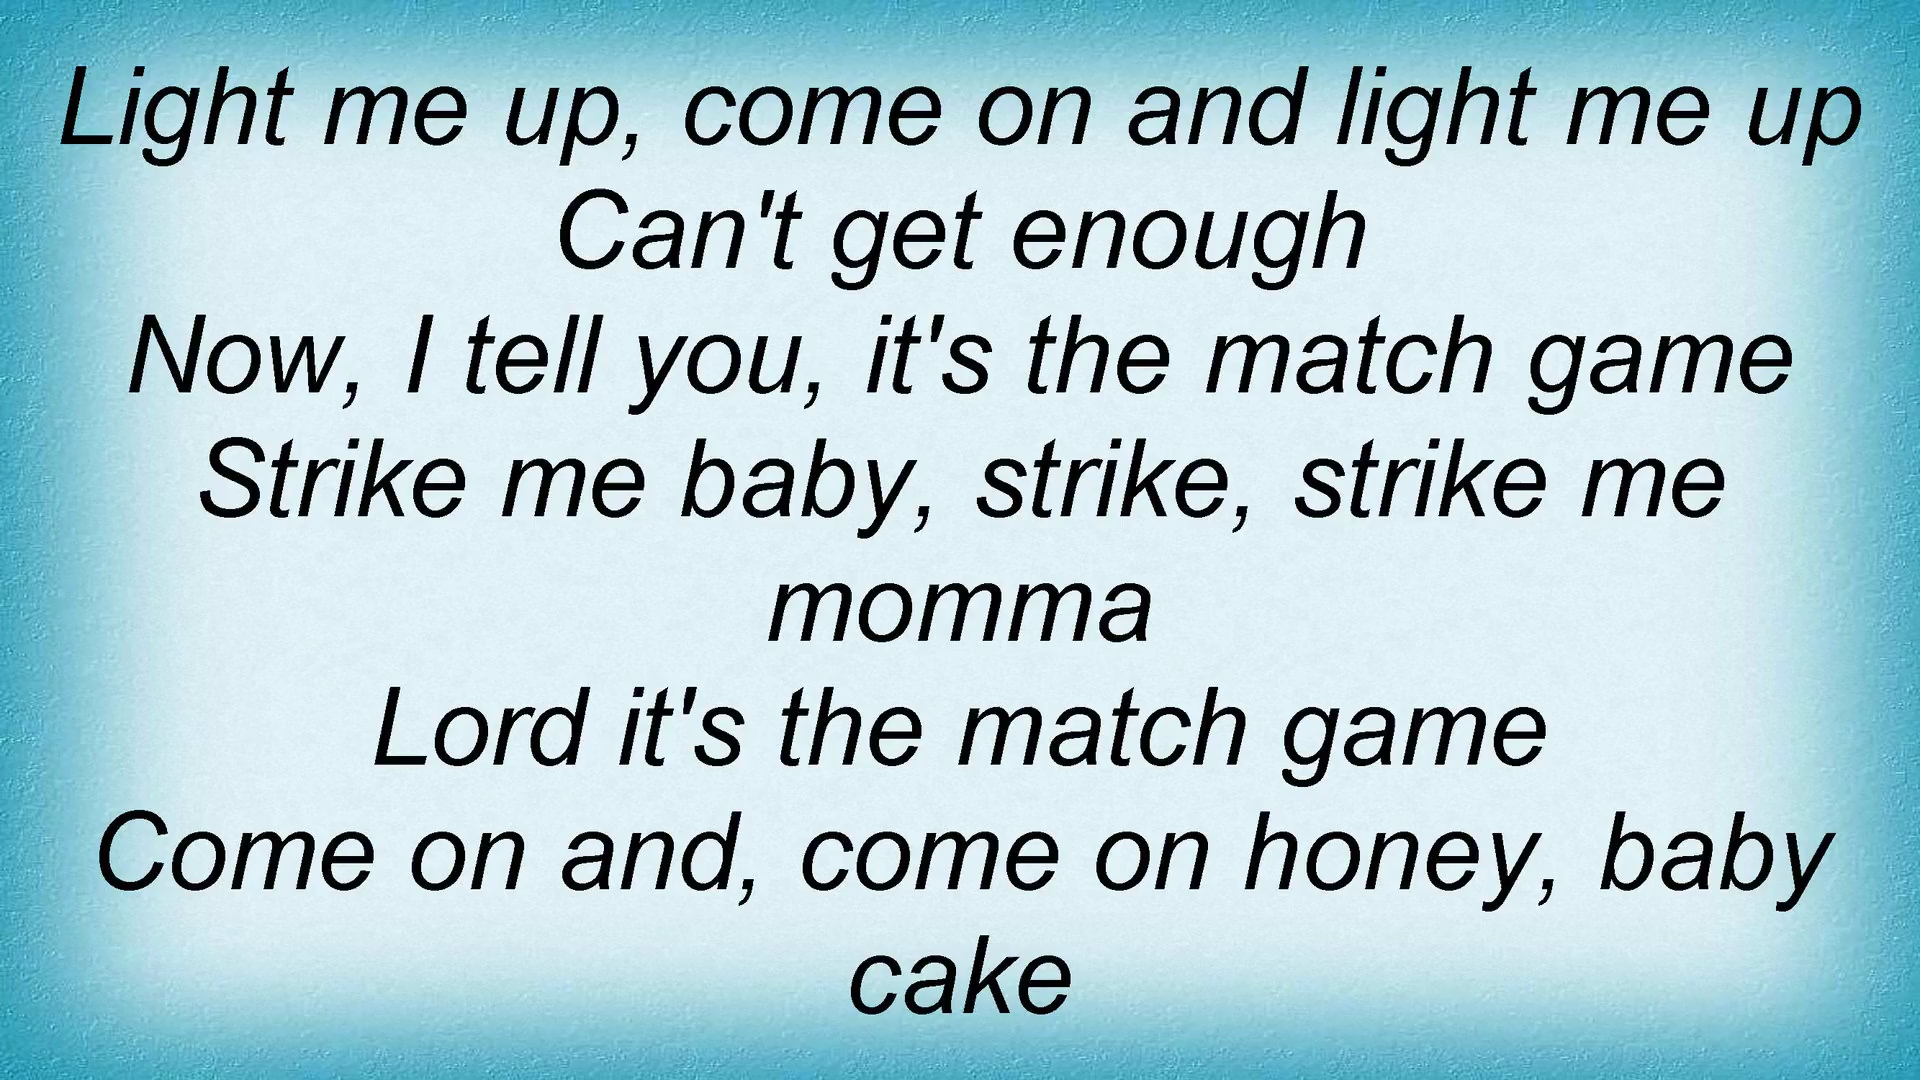 Light me up, come on and light me up
Can't get enough
Now, I tell you, it's the match game
Strike me baby, strike, strike me
momma
Lord it's the match game
Come on and, come on honey, baby
cake